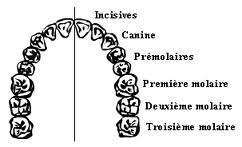 Incisives
Canine
Prémolaires
Première molaire
Deuxième molaire
Troisième molaire